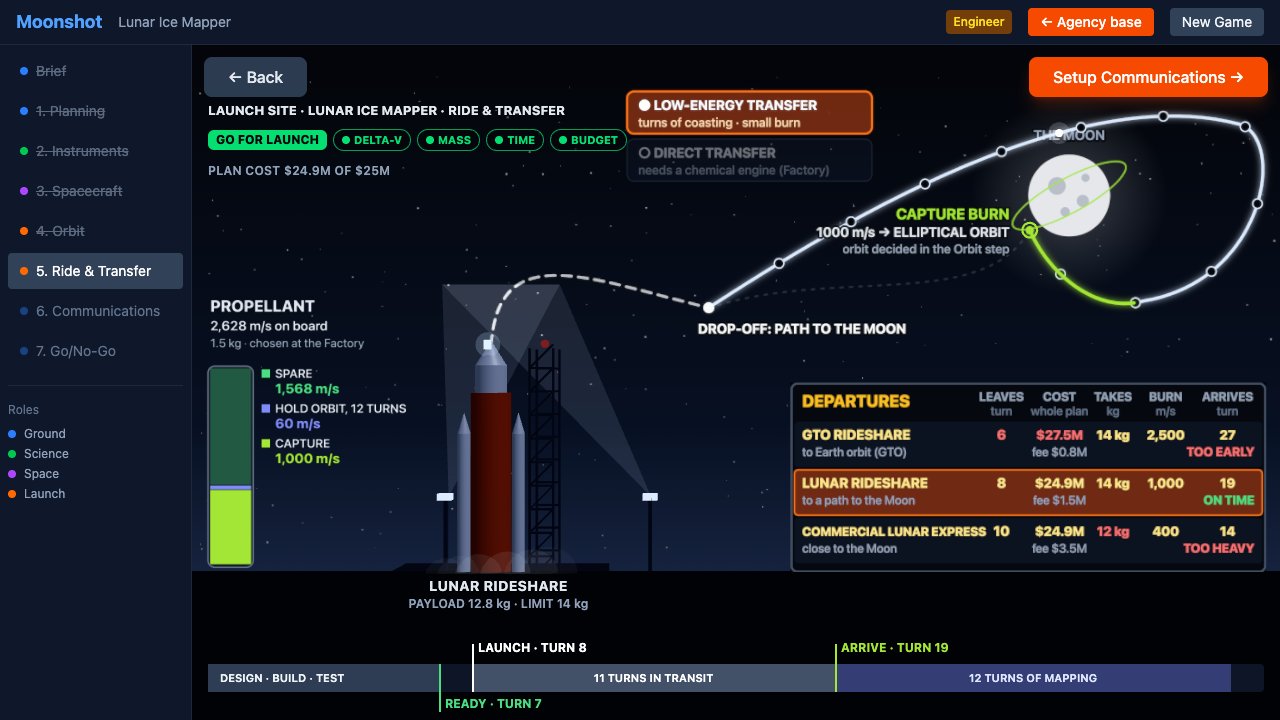 Moonshot Lunar Ice Mapper
Engineer
← Agency base
New Game
Brief
1. Planning
2. Instruments
3. Spacecraft
4. Orbit
5. Ride & Transfer
6. Communications
7. Go/No-Go
Roles
Ground
Science
Space
Launch
← Back
Setup Communications →
LAUNCH SITE · LUNAR ICE MAPPER · RIDE & TRANSFER
GO FOR LAUNCH
DELTA-V
MASS
TIME
BUDGET
PLAN COST $24.9M OF $25M
LOW-ENERGY TRANSFER
turns of coasting · small burn
DIRECT TRANSFER
needs a chemical engine (Factory)
THE MOON
CAPTURE BURN
1000 m/s → ELLIPTICAL ORBIT
orbit decided in the Orbit step
DROP-OFF: PATH TO THE MOON
PROPELLANT
2,628 m/s on board
1.5 kg · chosen at the Factory
SPARE
1,568 m/s
HOLD ORBIT, 12 TURNS
60 m/s
CAPTURE
1,000 m/s
DEPARTURES LEAVES COST TAKES BURN ARRIVES
turn whole plan kg m/s turn
GTO RIDESHARE 6 $27.5M 14 kg 2,500 27
to Earth orbit (GTO) fee $0.8M TOO EARLY
LUNAR RIDESHARE 8 $24.9M 14 kg 1,000 19
to a path to the Moon fee $1.5M ON TIME
COMMERCIAL LUNAR EXPRESS 10 $24.9M 12 kg 400 14
close to the Moon fee $3.5M TOO HEAVY
LUNAR RIDESHARE
PAYLOAD 12.8 kg · LIMIT 14 kg
LAUNCH · TURN 8
ARRIVE · TURN 19
DESIGN · BUILD · TEST
11 TURNS IN TRANSIT
12 TURNS OF MAPPING
READY · TURN 7